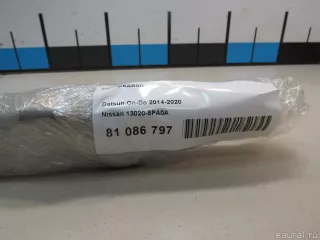 Datsun On-Do 2014-2020
Nissan 13020-5PA0A
81 086 797
eaural.ru